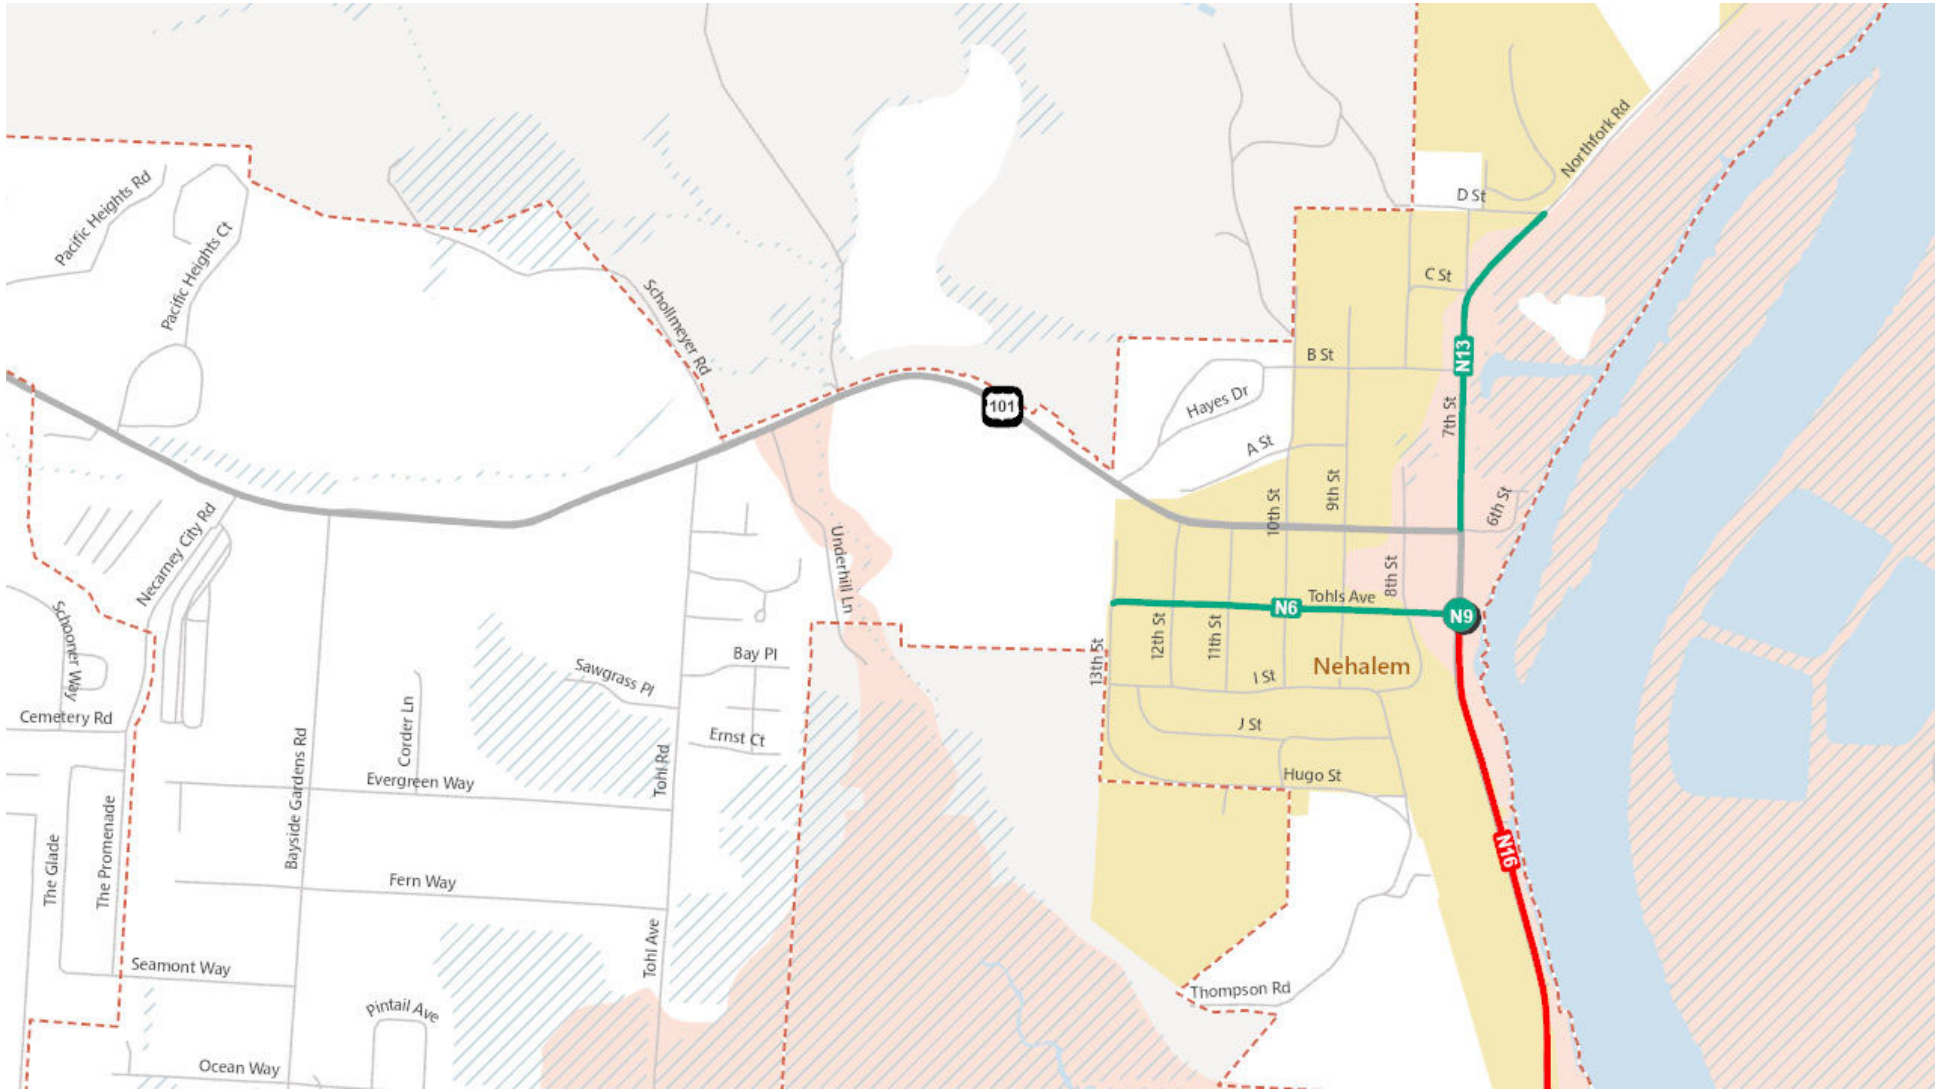 Northfork Rd
D St
Pacific Heights Rd
Pacific Heights Ct
C St
Schollmeyer Rd
N13
B St
Hayes Dr
101
7th St
A St
9th St
10th St
6th St
Necarney City Rd
Underhill Ln
8th St
Tohls Ave
N6
N9
Schooner Way
12th St
11th St
13th St
Bay Pl
Nehalem
Sawgrass Pl
I St
Cemetery Rd
Corder Ln
J St
Ernst Ct
Bayside Gardens Rd
Tohl Rd
Hugo St
Evergreen Way
The Promenade
The Glade
N16
Fern Way
Tohl Ave
Seamont Way
Thompson Rd
Pintail Ave
Ocean Way